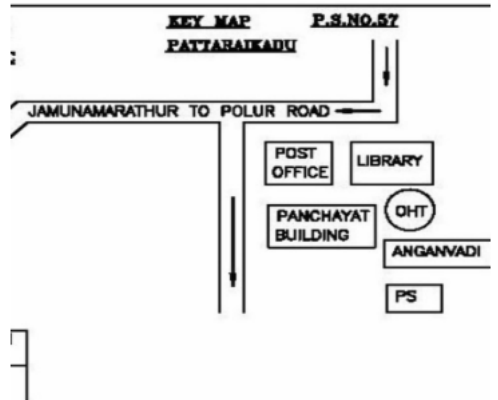 KEY MAP P.S.NO.57
PATTARAIKADU
JAMUNAMARATHUR TO POLUR ROAD
POST
OFFICE
LIBRARY
OHT
PANCHAYAT
BUILDING
ANGANVADI
PS